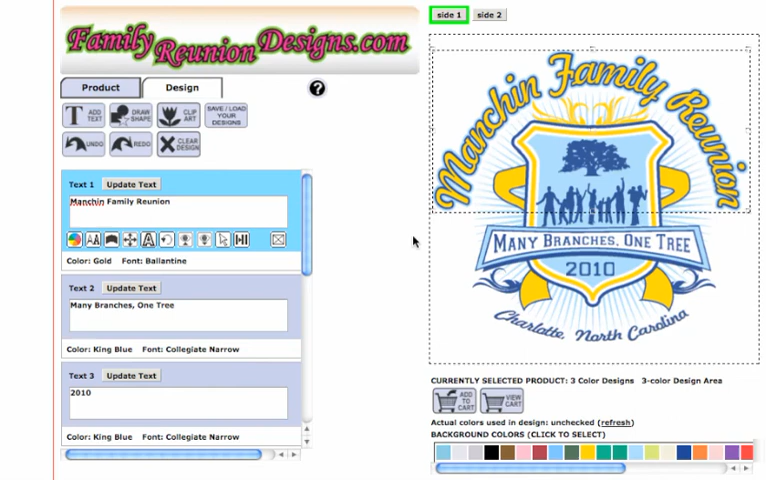 FamilyReunionDesigns.com
Product
Design
?
ADD TEXT
DRAW SHAPE
CLIP ART
SAVE / LOAD YOUR DESIGNS
UNDO
REDO
CLEAR DESIGN
Text 1
Update Text
Manchin Family Reunion
Color: Gold Font: Ballantine
Text 2
Update Text
Many Branches, One Tree
Color: King Blue Font: Collegiate Narrow
Text 3
Update Text
2010
Color: King Blue Font: Collegiate Narrow
side 1
side 2
Manchin Family Reunion
MANY BRANCHES, ONE TREE
2010
Charlotte, North Carolina
CURRENTLY SELECTED PRODUCT: 3 Color Designs 3-color Design Area
ADD TO CART
VIEW CART
Actual colors used in design: unchecked (refresh)
BACKGROUND COLORS (CLICK TO SELECT)